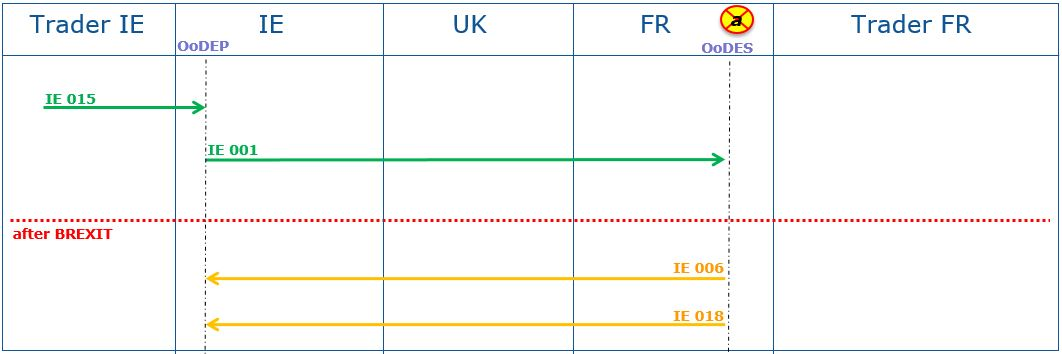 Trader IE
IE
UK
FR
a
Trader FR
OoDEP
OoDES
IE 015
IE 001
after BREXIT
IE 006
IE 018